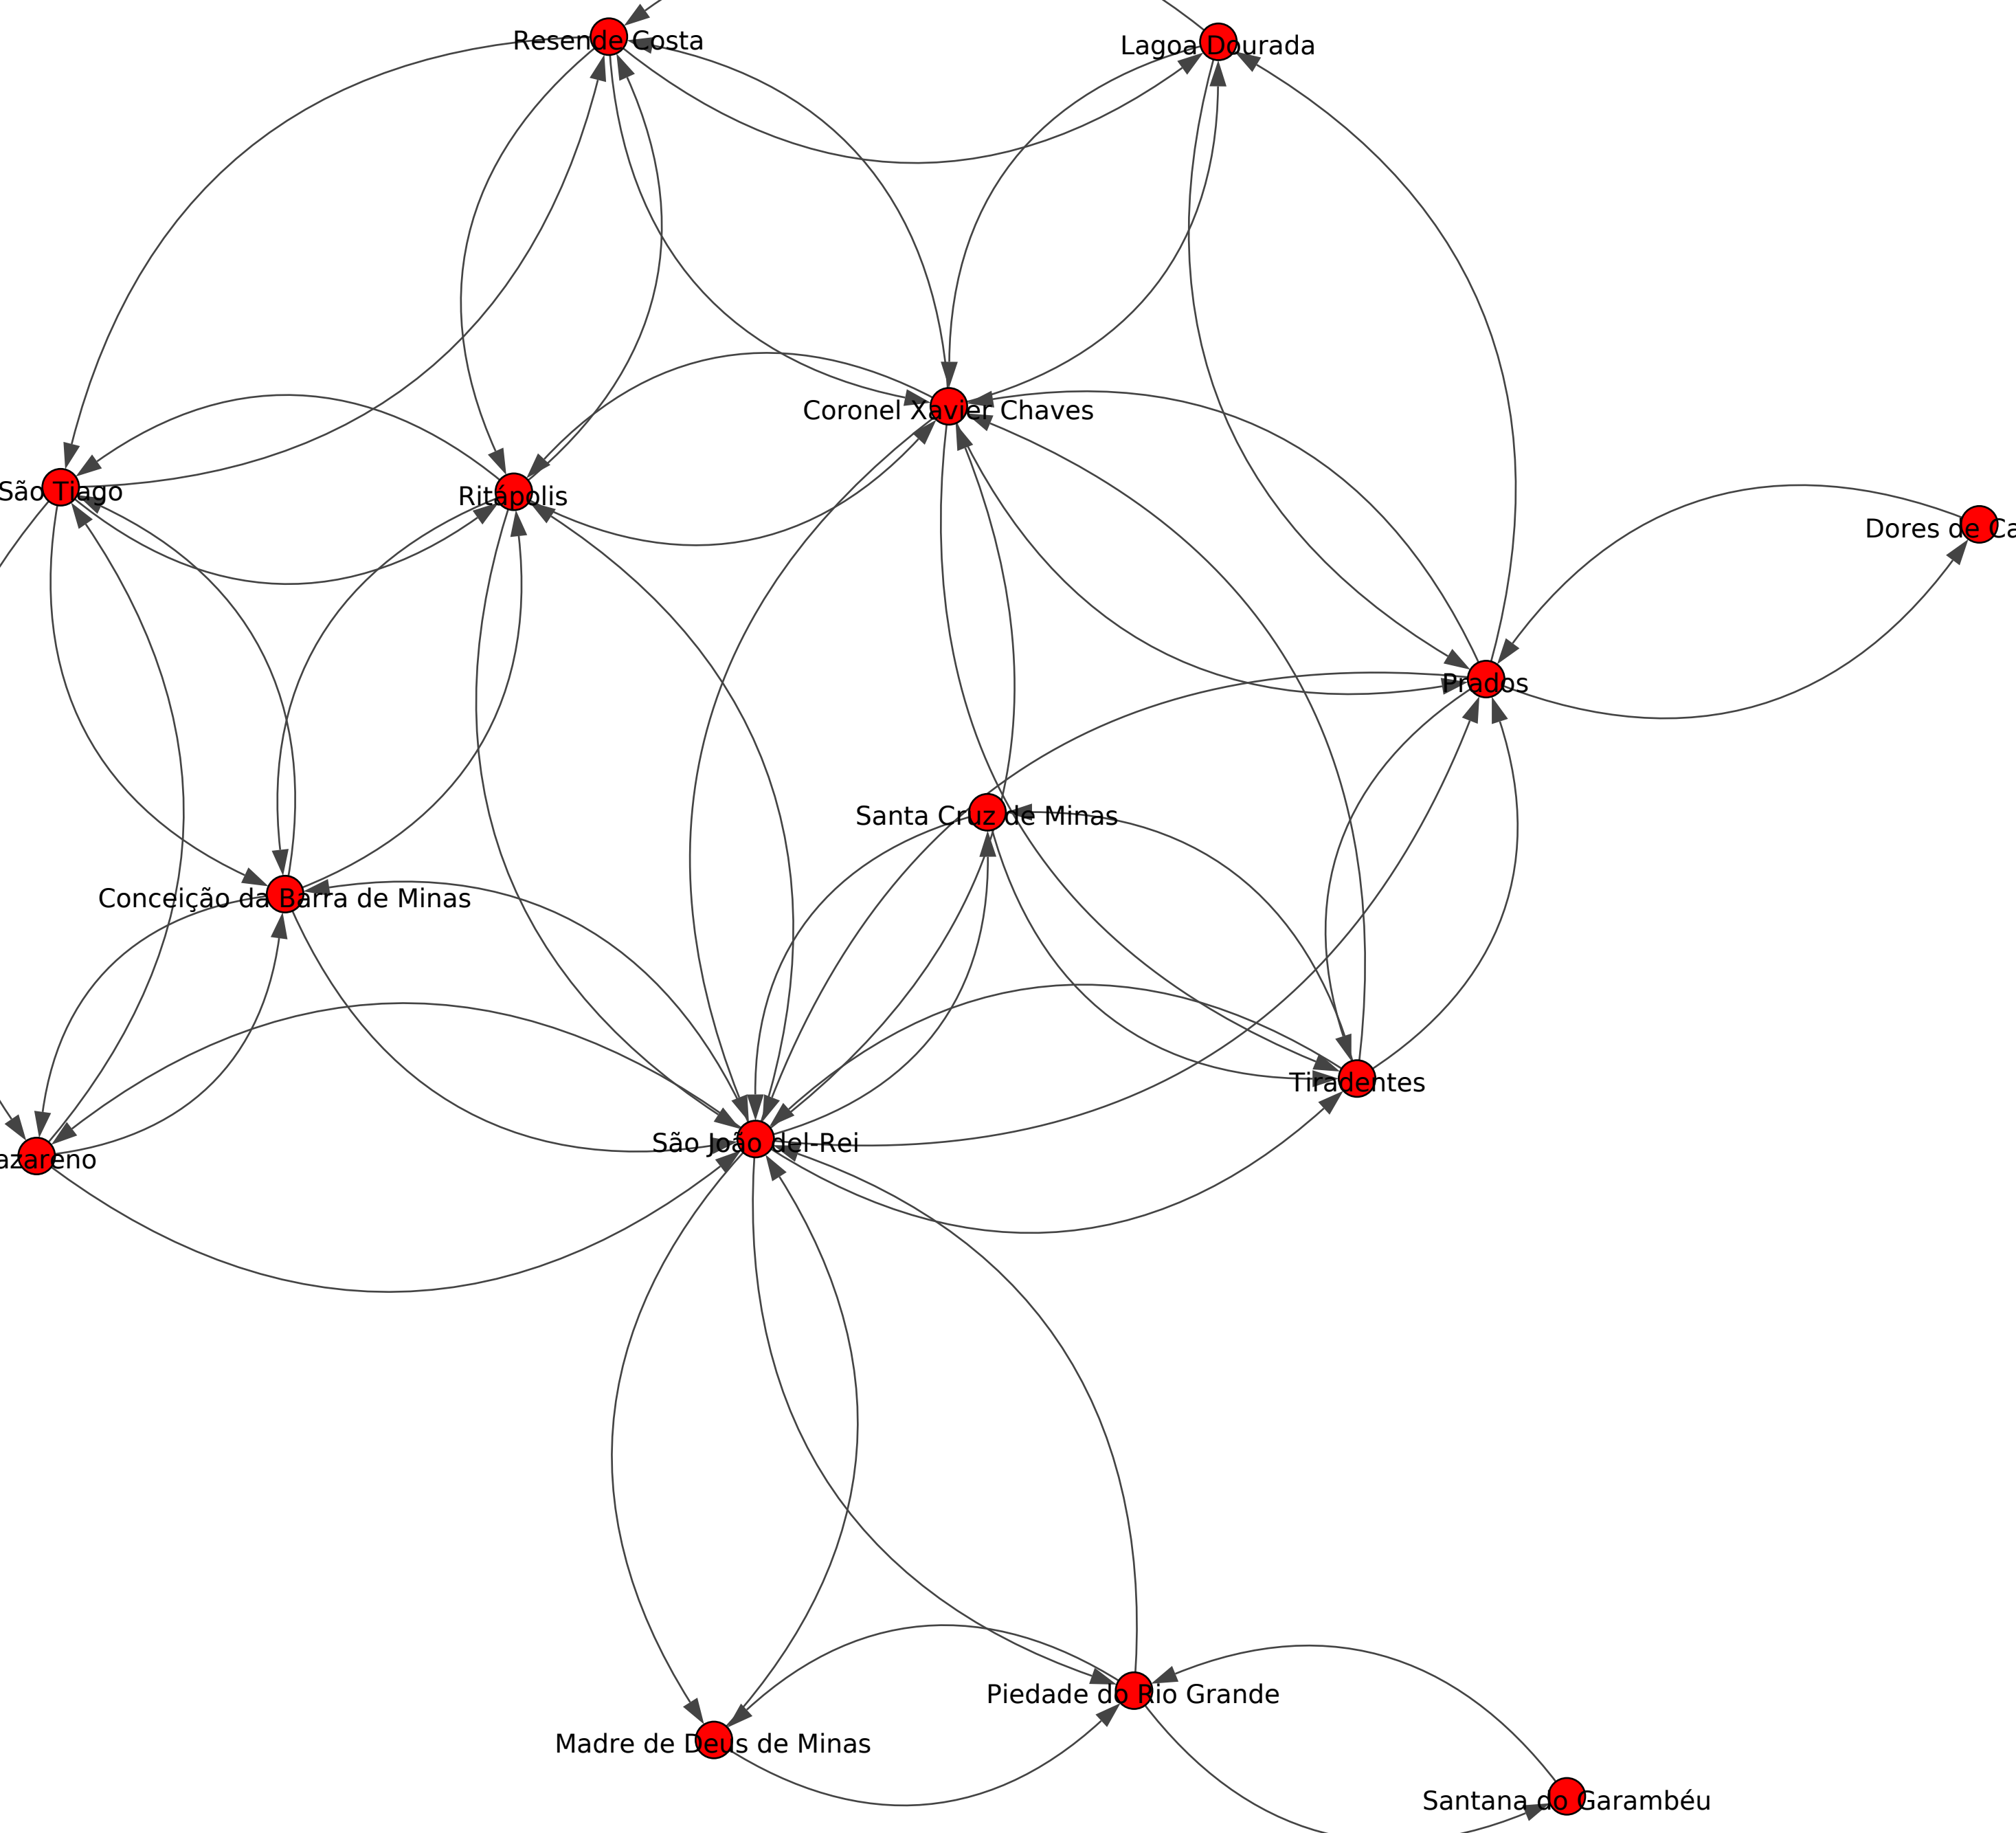 Resende Costa
Lagoa Dourada
Coronel Xavier Chaves
São Tiago
Ritápolis
Dores de Ca
Prados
Santa Cruz de Minas
Conceição da Barra de Minas
Tiradentes
São João del-Rei
azareno
Piedade do Rio Grande
Madre de Deus de Minas
Santana do Garambéu